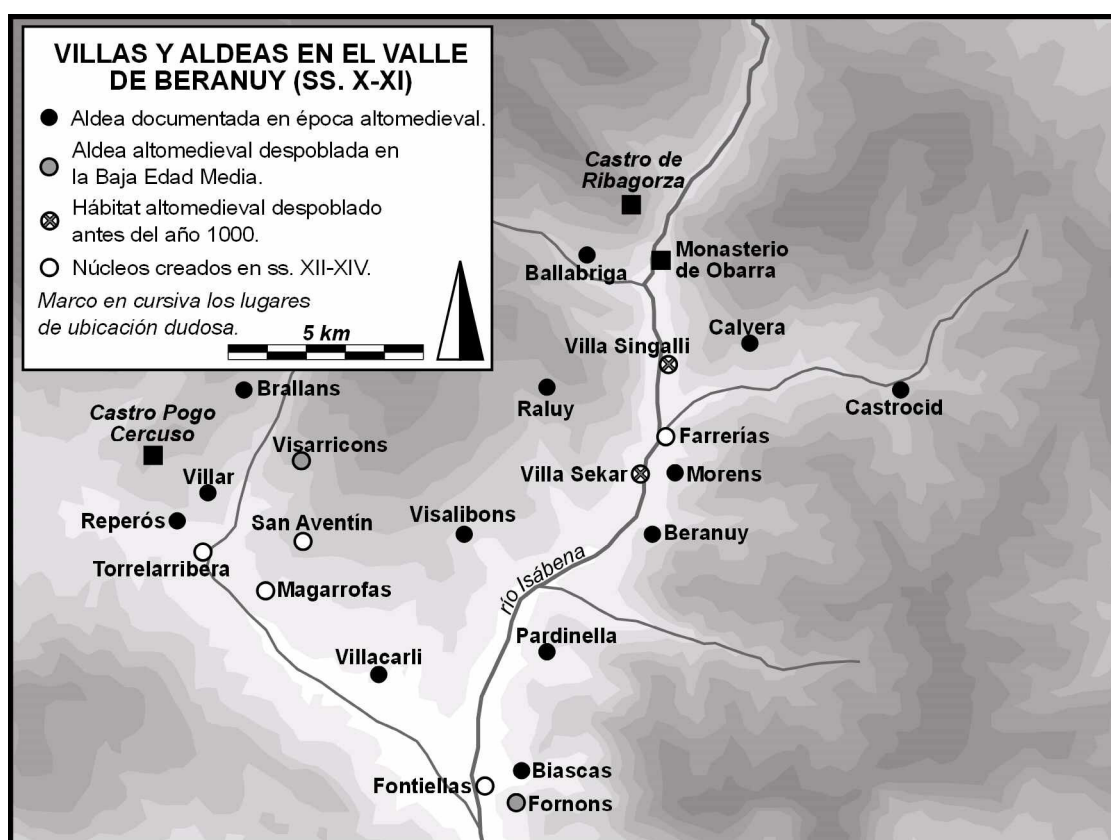 VILLAS Y ALDEAS EN EL VALLE
DE BERANUY (SS. X-XI)
Aldea documentada en época altomedieval.
Aldea altomedieval despoblada en
la Baja Edad Media.
Hábitat altomedieval despoblado
antes del año 1000.
Núcleos creados en ss. XII-XIV.
Marco en cursiva los lugares
de ubicación dudosa.
5 km
Castro de
Ribagorza
Monasterio
de Obarra
Ballabriga
Calvera
Villa Singalli
Brallans
Raluy
Castrocid
Castro Pogo
Cercuso
Farrerías
Visarricons
Villa Sekar
Morens
Villar
Reperós
San Aventín
Visalibons
Beranuy
Torrelarribera
río Isábena
Magarrofas
Pardinella
Villacarli
Biascas
Fontiellas
Fornons